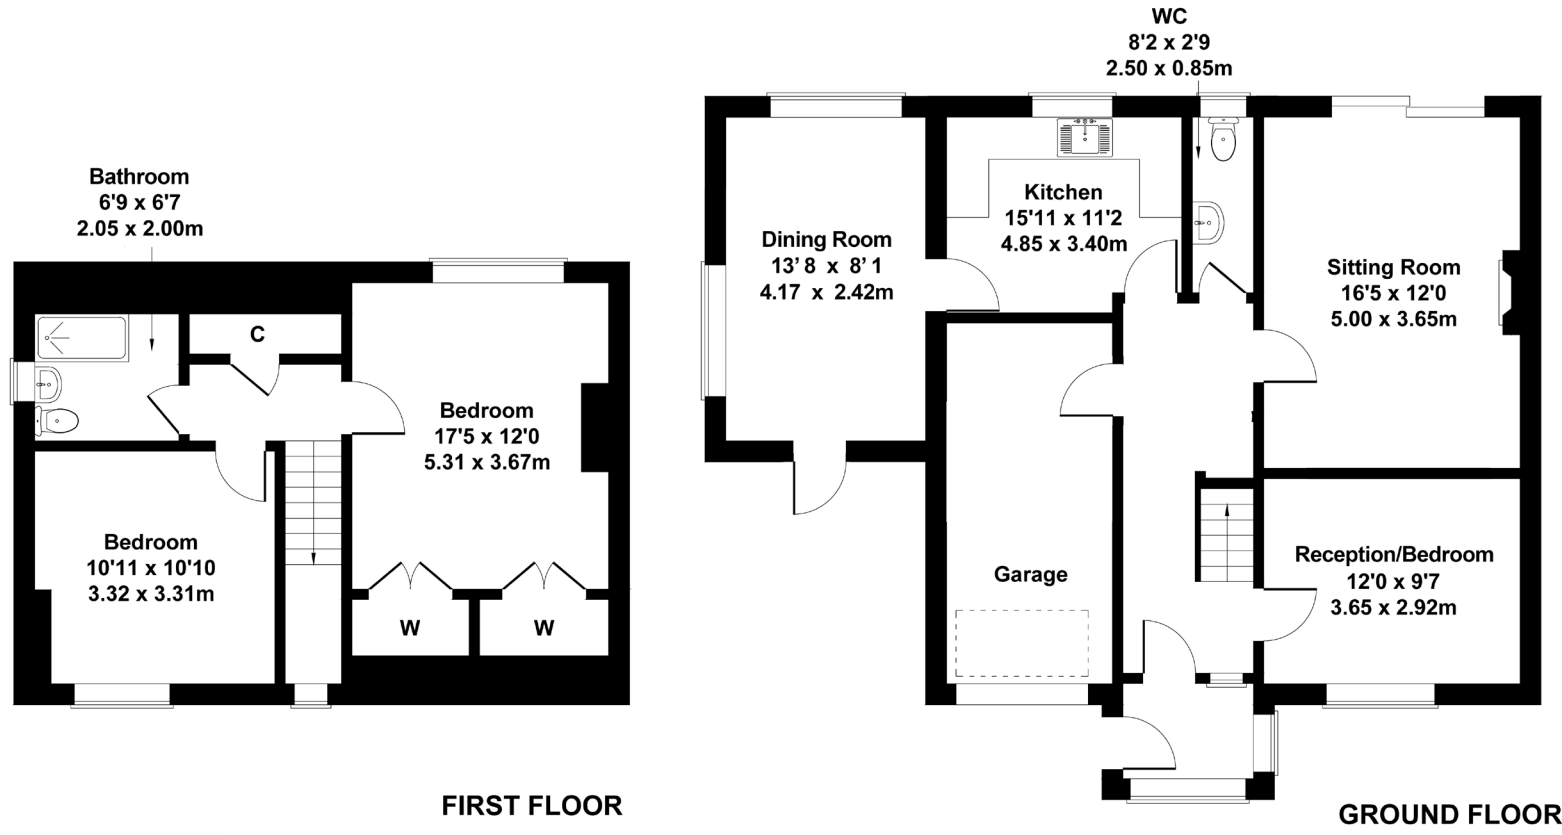 Bathroom
6'9 x 6'7
2.05 x 2.00m
C
Bedroom
17'5 x 12'0
5.31 x 3.67m
Bedroom
10'11 x 10'10
3.32 x 3.31m
W
W
FIRST FLOOR
WC
8'2 x 2'9
2.50 x 0.85m
Kitchen
15'11 x 11'2
4.85 x 3.40m
Dining Room
13’ 8 x 8’ 1
4.17 x 2.42m
Sitting Room
16'5 x 12'0
5.00 x 3.65m
Garage
Reception/Bedroom
12'0 x 9'7
3.65 x 2.92m
GROUND FLOOR